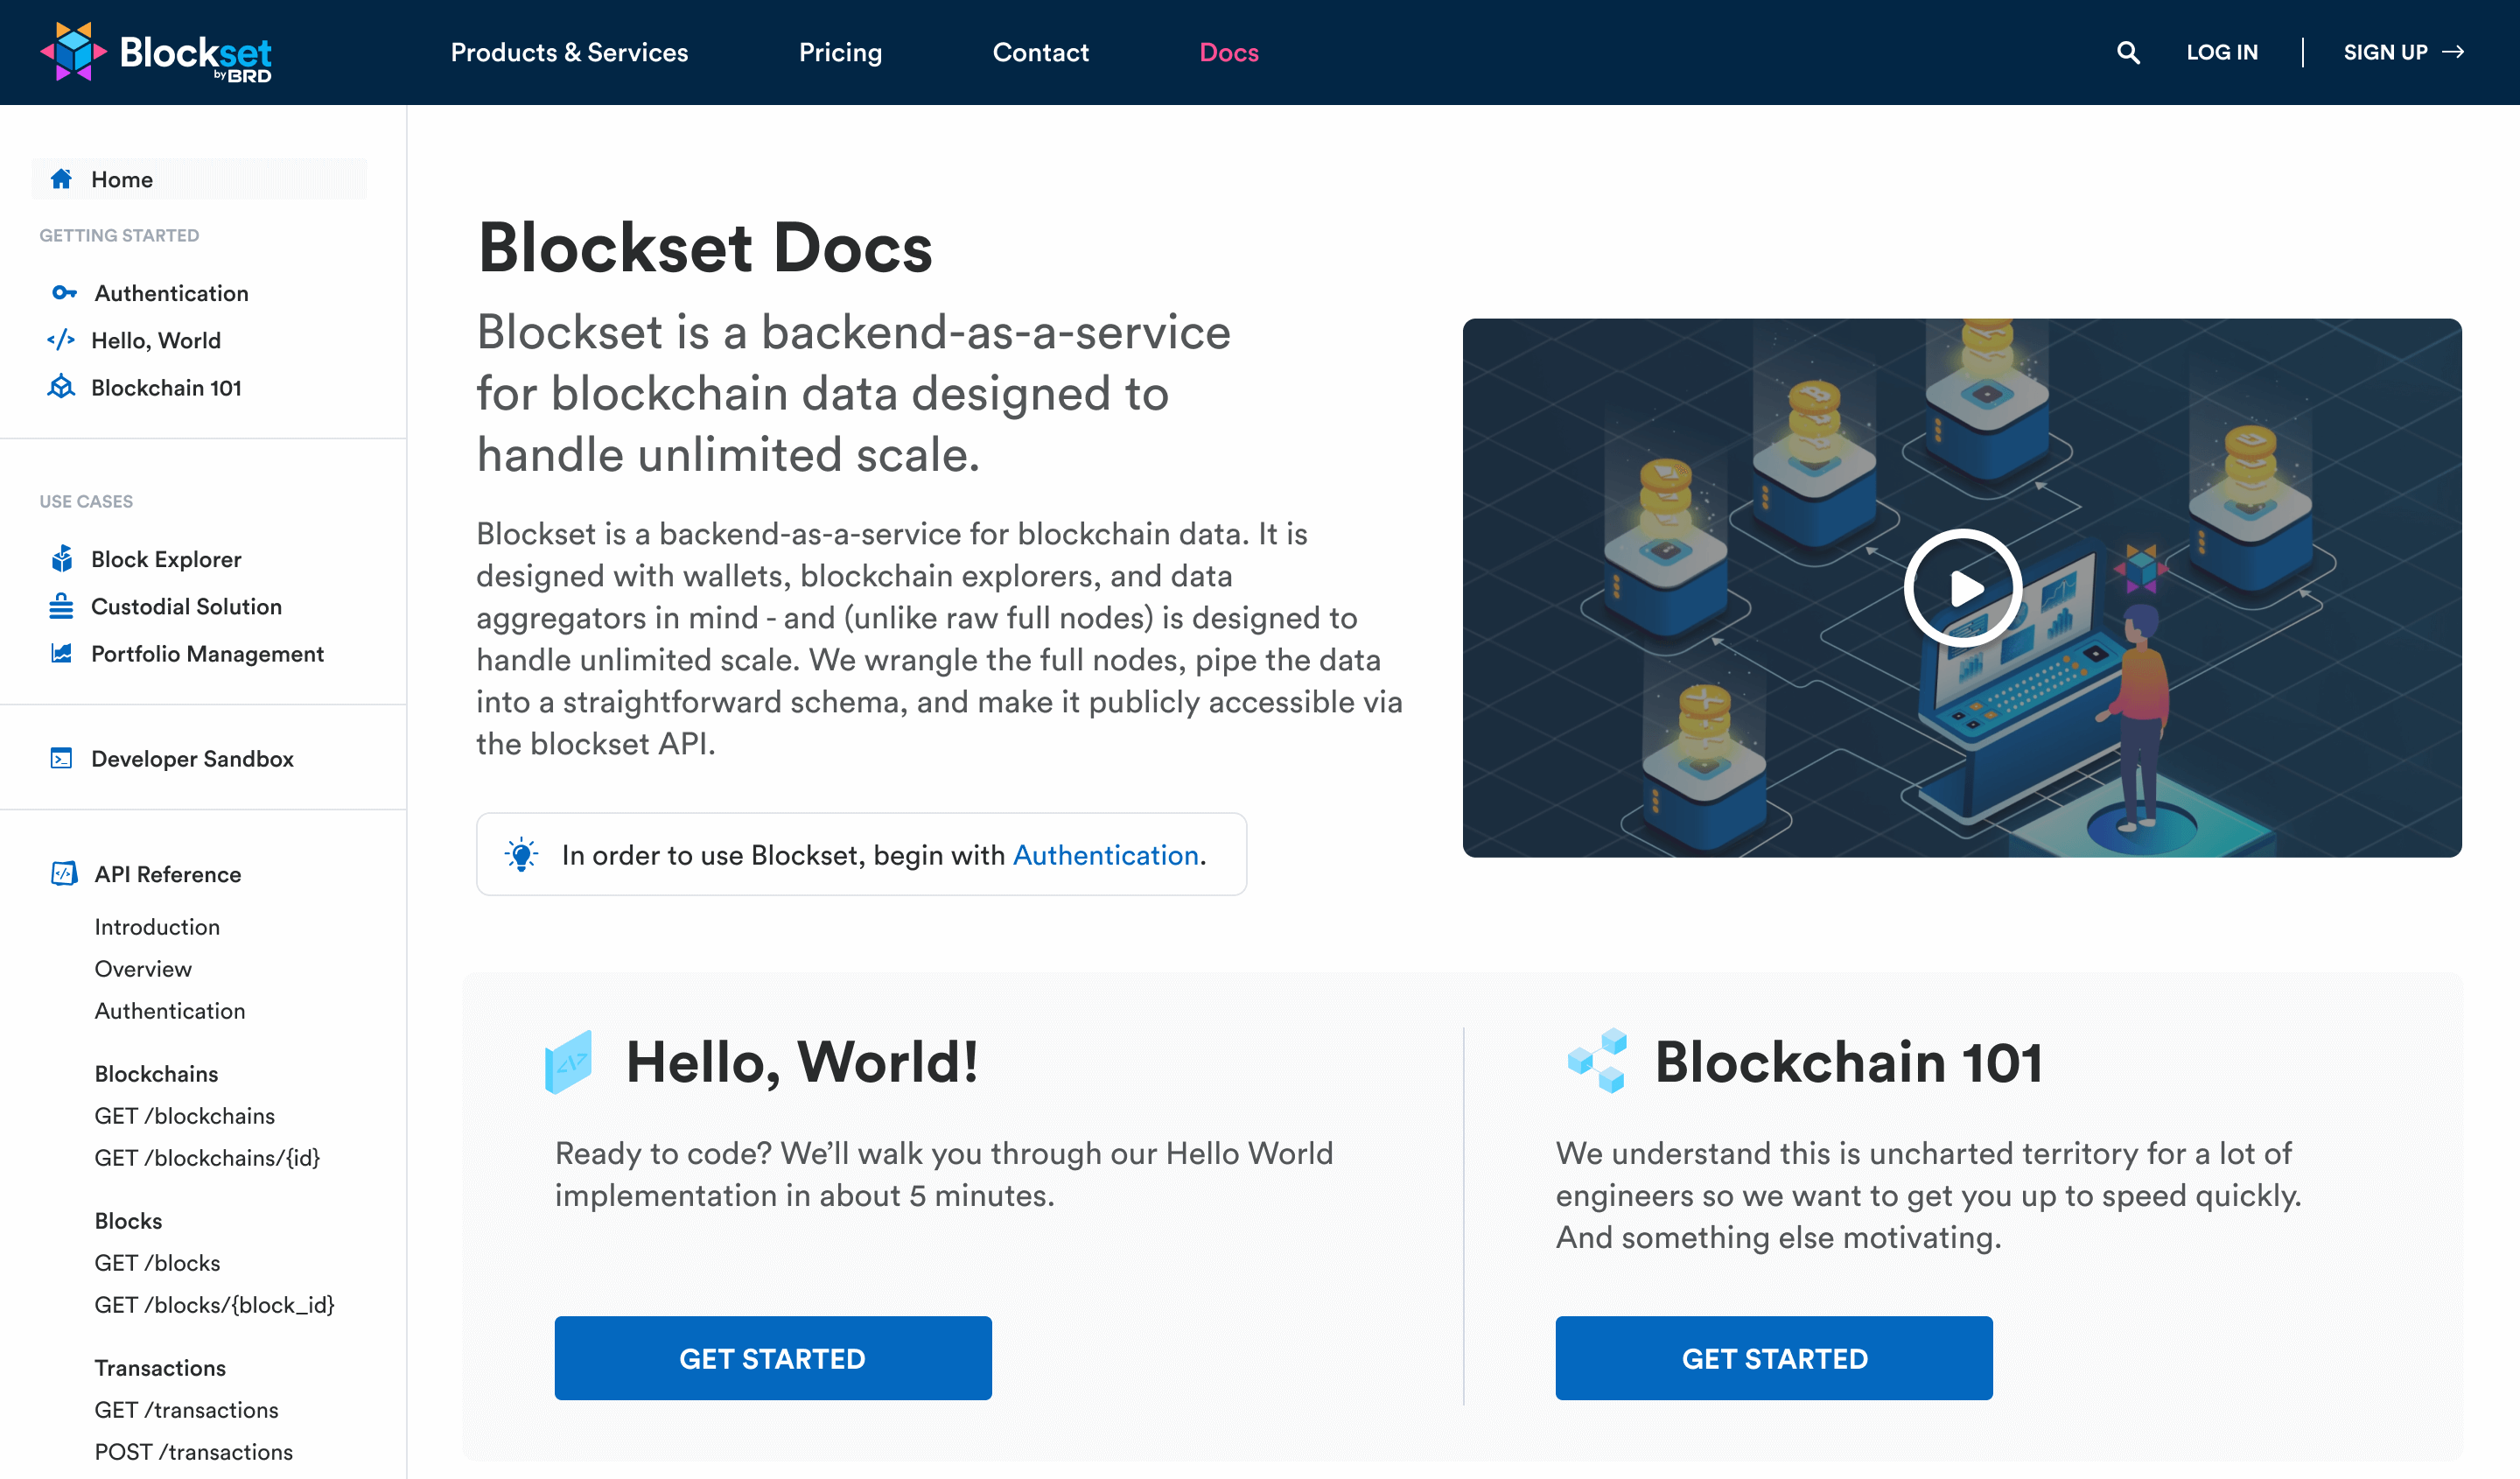 Blockset
by BRD
Products & Services
Pricing
Contact
Docs
LOG IN
SIGN UP
Home
GETTING STARTED
Authentication
Hello, World
Blockchain 101
USE CASES
Block Explorer
Custodial Solution
Portfolio Management
Developer Sandbox
API Reference
Introduction
Overview
Authentication
Blockchains
GET /blockchains
GET /blockchains/{id}
Blocks
GET /blocks
GET /blocks/{block_id}
Transactions
GET /transactions
POST /transactions
Blockset Docs
Blockset is a backend-as-a-service
for blockchain data designed to
handle unlimited scale.
Blockset is a backend-as-a-service for blockchain data. It is
designed with wallets, blockchain explorers, and data
aggregators in mind - and (unlike raw full nodes) is designed to
handle unlimited scale. We wrangle the full nodes, pipe the data
into a straightforward schema, and make it publicly accessible via
the blockset API.
In order to use Blockset, begin with Authentication.
Hello, World!
Ready to code? We’ll walk you through our Hello World
implementation in about 5 minutes.
GET STARTED
Blockchain 101
We understand this is uncharted territory for a lot of
engineers so we want to get you up to speed quickly.
And something else motivating.
GET STARTED